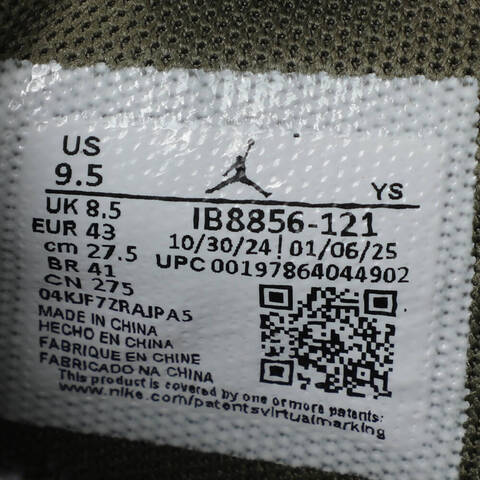 US
9.5
YS
UK 8.5
EUR 43
cm 27.5
BR 41
CN 275
IB8856-121
10/30/24 | 01/06/25
UPC 00197864044902
04KJF7ZRAJPA5
MADE IN CHINA
HECHO EN CHINA
FABRIQUE EN CHINE
FABRICADO NA CHINA
This product is covered by one or more patents:
www.nike.com/patentsvirtualmarking